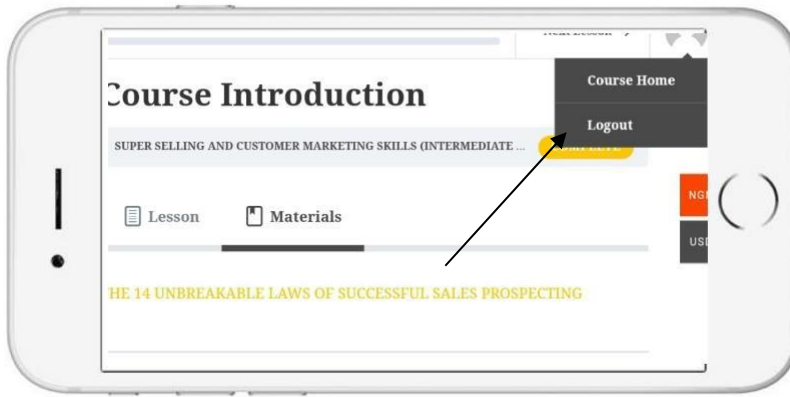 Course Introduction
SUPER SELLING AND CUSTOMER MARKETING SKILLS (INTERMEDIATE ...
Course Home
Logout
Lesson
Materials
HE 14 UNBREAKABLE LAWS OF SUCCESSFUL SALES PROSPECTING